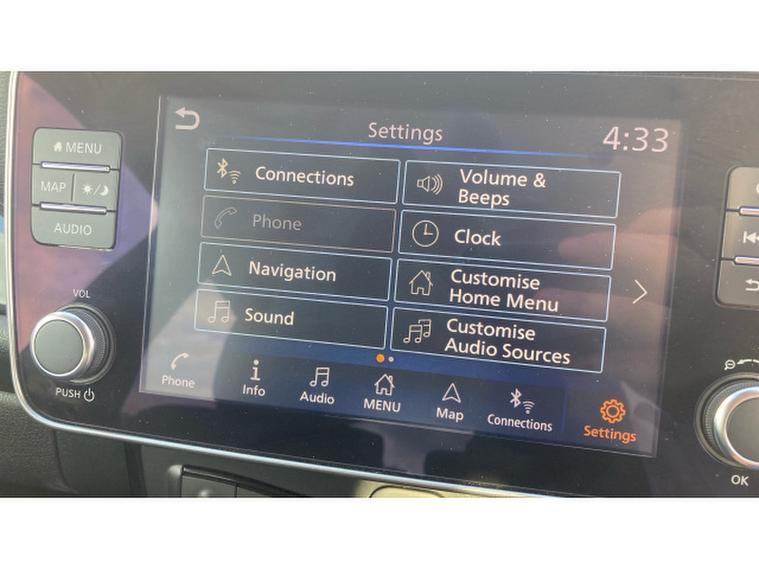 MENU
MAP
AUDIO
VOL
PUSH
Settings
4:33
Connections
Volume &
Beeps
Phone
Clock
Navigation
Customise
Home Menu
Sound
Customise
Audio Sources
Phone
Info
Audio
MENU
Map
Connections
Settings
OK